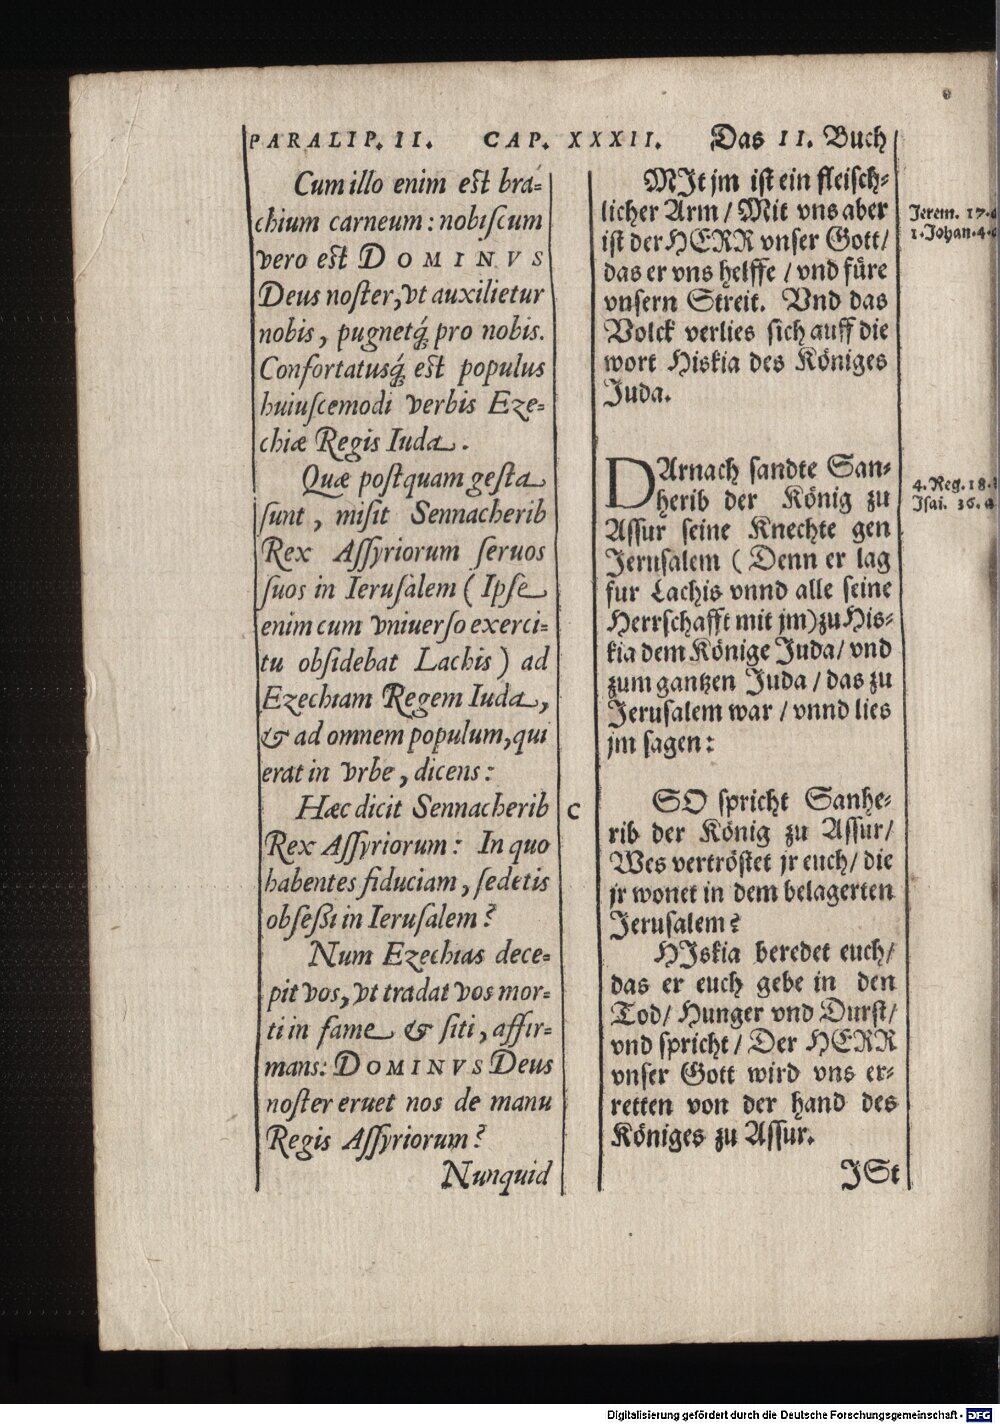 PARALIP. II. CAP. XXXII. Das II. Buch
Cum illo enim est bra-
chium carneum: nobiſcum
vero est DOMINVS
Deus noſter, vt auxilietur
nobis, pugnetq́; pro nobis.
Confortatusq́; est populus
huiuſcemodi verbis Eze-
chiæ Regis Iuda.
Quæ poſtquam geſta
ſunt, miſit Sennacherib
Rex Aſſyriorum ſeruos
ſuos in Ieruſalem (Ipſe
enim cum vniuerſo exerci-
tu obſidebat Lachis) ad
Ezechiam Regem Iuda,
& ad omnem populum, qui
erat in vrbe, dicens:
Hæc dicit Sennacherib
Rex Aſſyriorum: In quo
habentes fiduciam, ſedetis
obſeßi in Ieruſalem?
Num Ezechias dece-
pit vos, vt tradat vos mor-
ti in fame & ſiti, affir-
mans: DOMINVS Deus
noſter eruet nos de manu
Regis Aſſyriorum?
Nunquid
C
MIt jm iſt ein fleiſch-
licher Arm / Mit vns aber
iſt der HERR vnſer Gott /
das er vns helffe / vnd füre
vnſern Streit. Vnd das
Volck verlies ſich auff die
wort Hiskia des Königes
Juda.
DArnach ſandte San-
herib der König zu
Aſſur ſeine Knechte gen
Jeruſalem (Denn er lag
fur Lachis vnnd alle ſeine
Herrſchafft mit jm) zu His-
kia dem Könige Juda / vnd
zum gantzen Juda / das zu
Jeruſalem war / vnnd lies
jm ſagen:
SO ſpricht Sanhe-
rib der König zu Aſſur /
Wes vertröſtet jr euch / die
jr wonet in dem belagerten
Jeruſalem?
HIskia beredet euch /
das er euch gebe in den
Tod / Hunger vnd Durſt /
vnd ſpricht / Der HERR
vnſer Gott wird vns er-
retten von der hand des
Königes zu Aſſur.
JSt
Jerem. 17.
1. Johan. 4.
4. Reg. 18.
Jſai. 36.
Digitalisierung gefördert durch die Deutsche Forschungsgemeinschaft - DFG